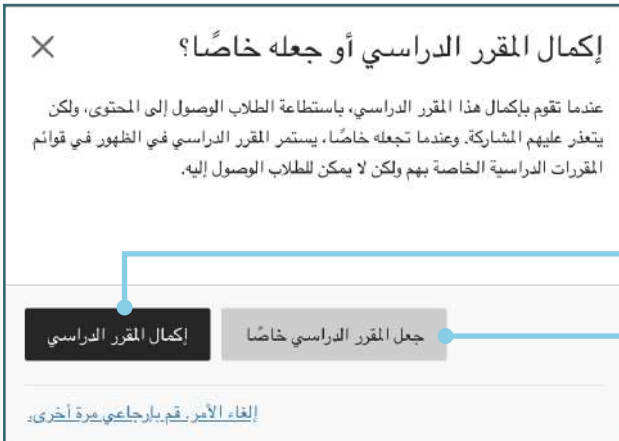 إكمال المقرر الدراسي أو جعله خاصًا؟
عندما تقوم بإكمال هذا المقرر الدراسي، باستطاعة الطلاب الوصول إلى المحتوى، ولكن
يتعذر عليهم المشاركة. وعندما تجعله خاصًا، يستمر المقرر الدراسي في الظهور في قوائم
المقررات الدراسية الخاصة بهم ولكن لا يمكن للطلاب الوصول إليه.
جعل المقرر الدراسي خاصًا
إكمال المقرر الدراسي
إلغاء الأمر. قم بإرجاعي مرة أخرى.